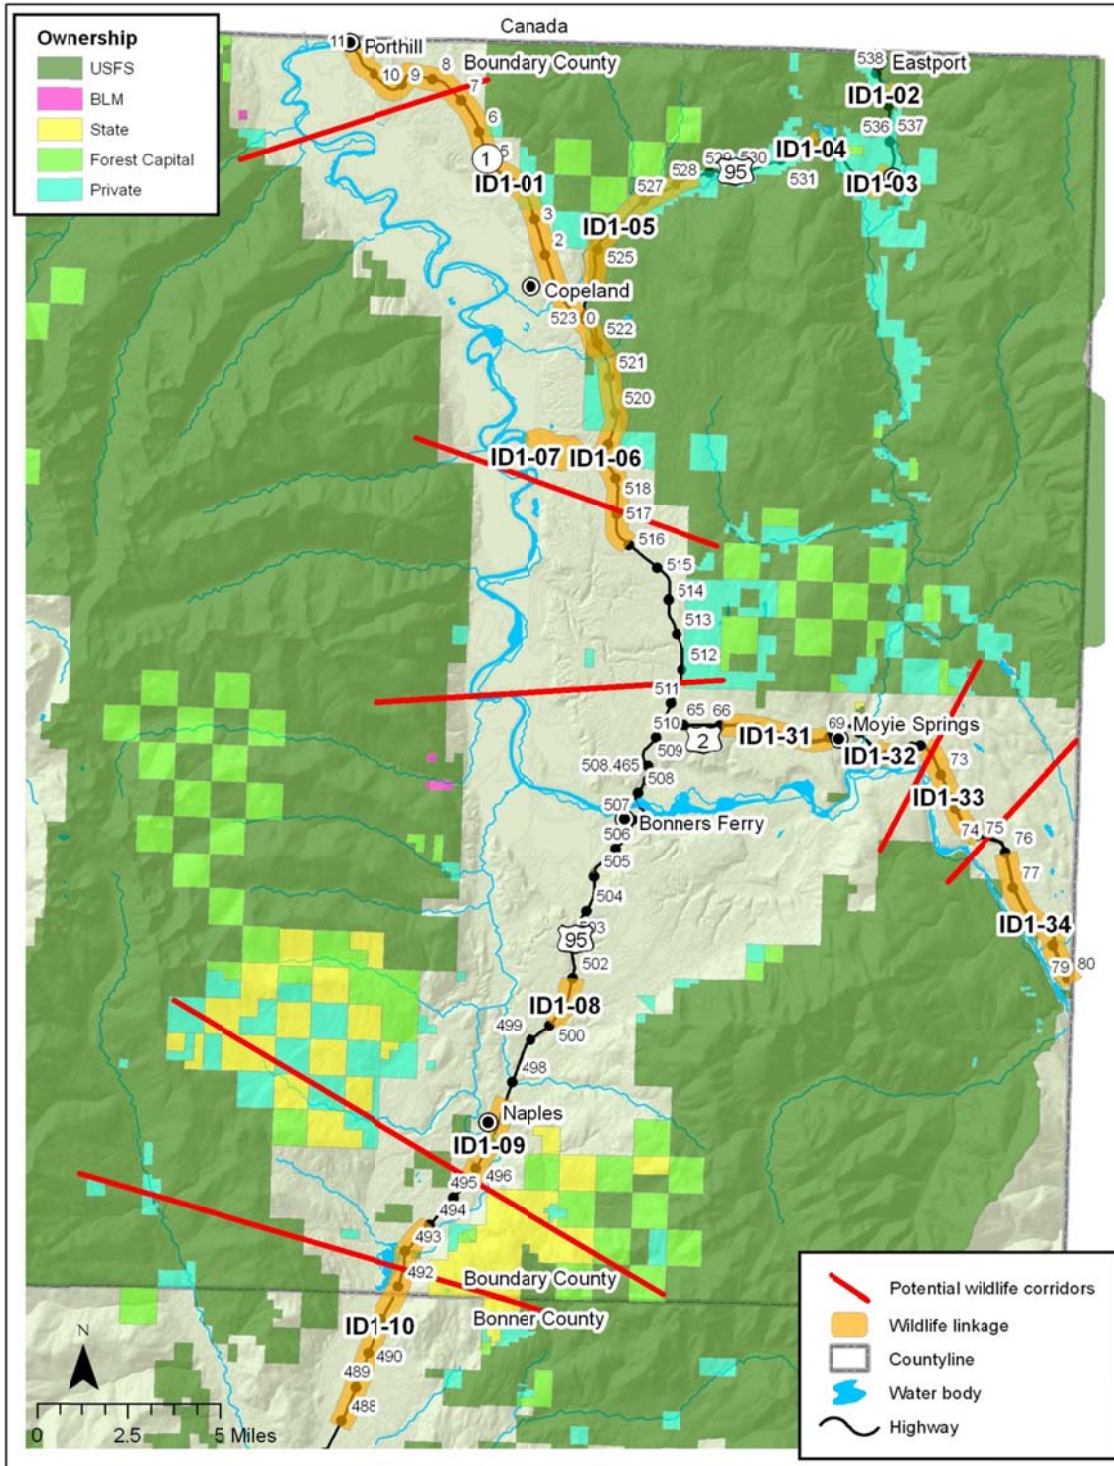 Ownership
USFS
BLM
State
Forest Capital
Private
Canada
11 Porthill
Boundary County
538 Eastport
10 9 8
7
ID1-02
6
536 537
1 5
ID1-04
530
95
528
531
ID1-01
ID1-03
527
3
ID1-05
2
525
Copeland
523 0
522
521
520
ID1-07 ID1-06
518
517
516
515
514
513
512
511
510 65 66
69 Moyie Springs
2
ID1-31
ID1-32
509
508.465
508
73
ID1-33
507
Bonners Ferry
506
74 75 76
505
77
504
503
95
ID1-34
502
79 80
ID1-08
499 500
498
Naples
ID1-09
495 496
494
493
492
Boundary County
Bonner County
ID1-10
490
489
488
N
0 2.5 5 Miles
Potential wildlife corridors
Wildlife linkage
Countyline
Water body
Highway